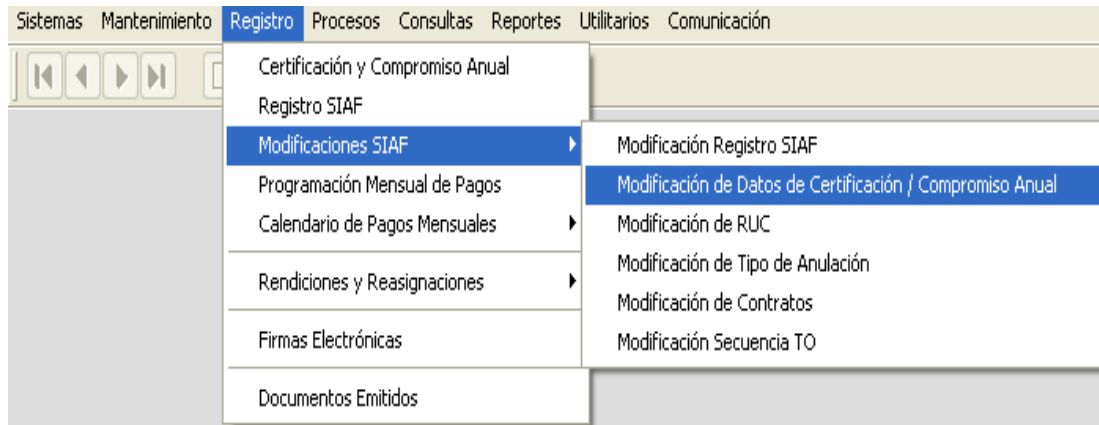 Sistemas Mantenimiento Registro Procesos Consultas Reportes Utilitarios Comunicación
Certificación y Compromiso Anual
Registro SIAF
Modificaciones SIAF
Programación Mensual de Pagos
Calendario de Pagos Mensuales
Rendiciones y Reasignaciones
Firmas Electrónicas
Documentos Emitidos
Modificación Registro SIAF
Modificación de Datos de Certificación / Compromiso Anual
Modificación de RUC
Modificación de Tipo de Anulación
Modificación de Contratos
Modificación Secuencia TO